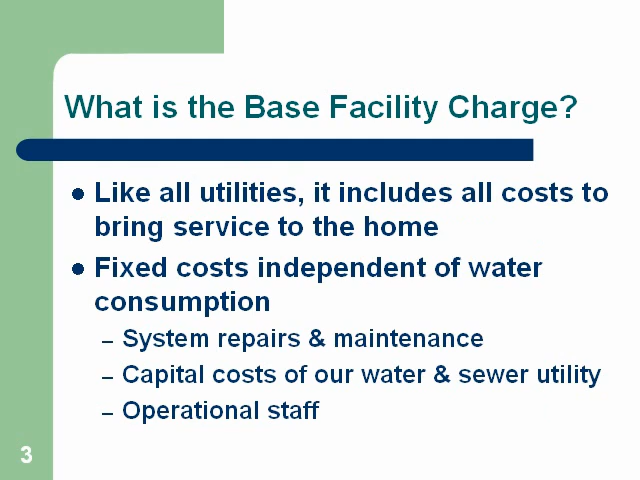 What is the Base Facility Charge?
● Like all utilities, it includes all costs to
bring service to the home
● Fixed costs independent of water
consumption
– System repairs & maintenance
– Capital costs of our water & sewer utility
– Operational staff
3